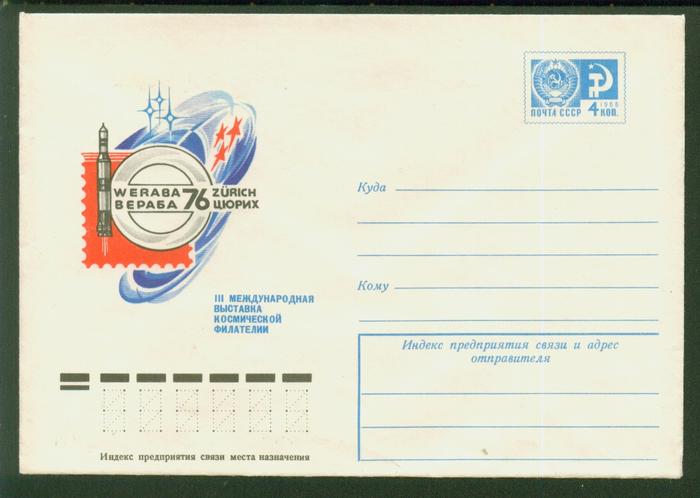 ПОЧТА СССР
1966
4 КОП.
WERABA 76 ZÜRICH
ВЕРАБА ЦЮРИХ
III МЕЖДУНАРОДНАЯ
ВЫСТАВКА
КОСМИЧЕСКОЙ
ФИЛАТЕЛИИ
Куда
Кому
Индекс предприятия связи и адрес
отправителя
Индекс предприятия связи места назначения